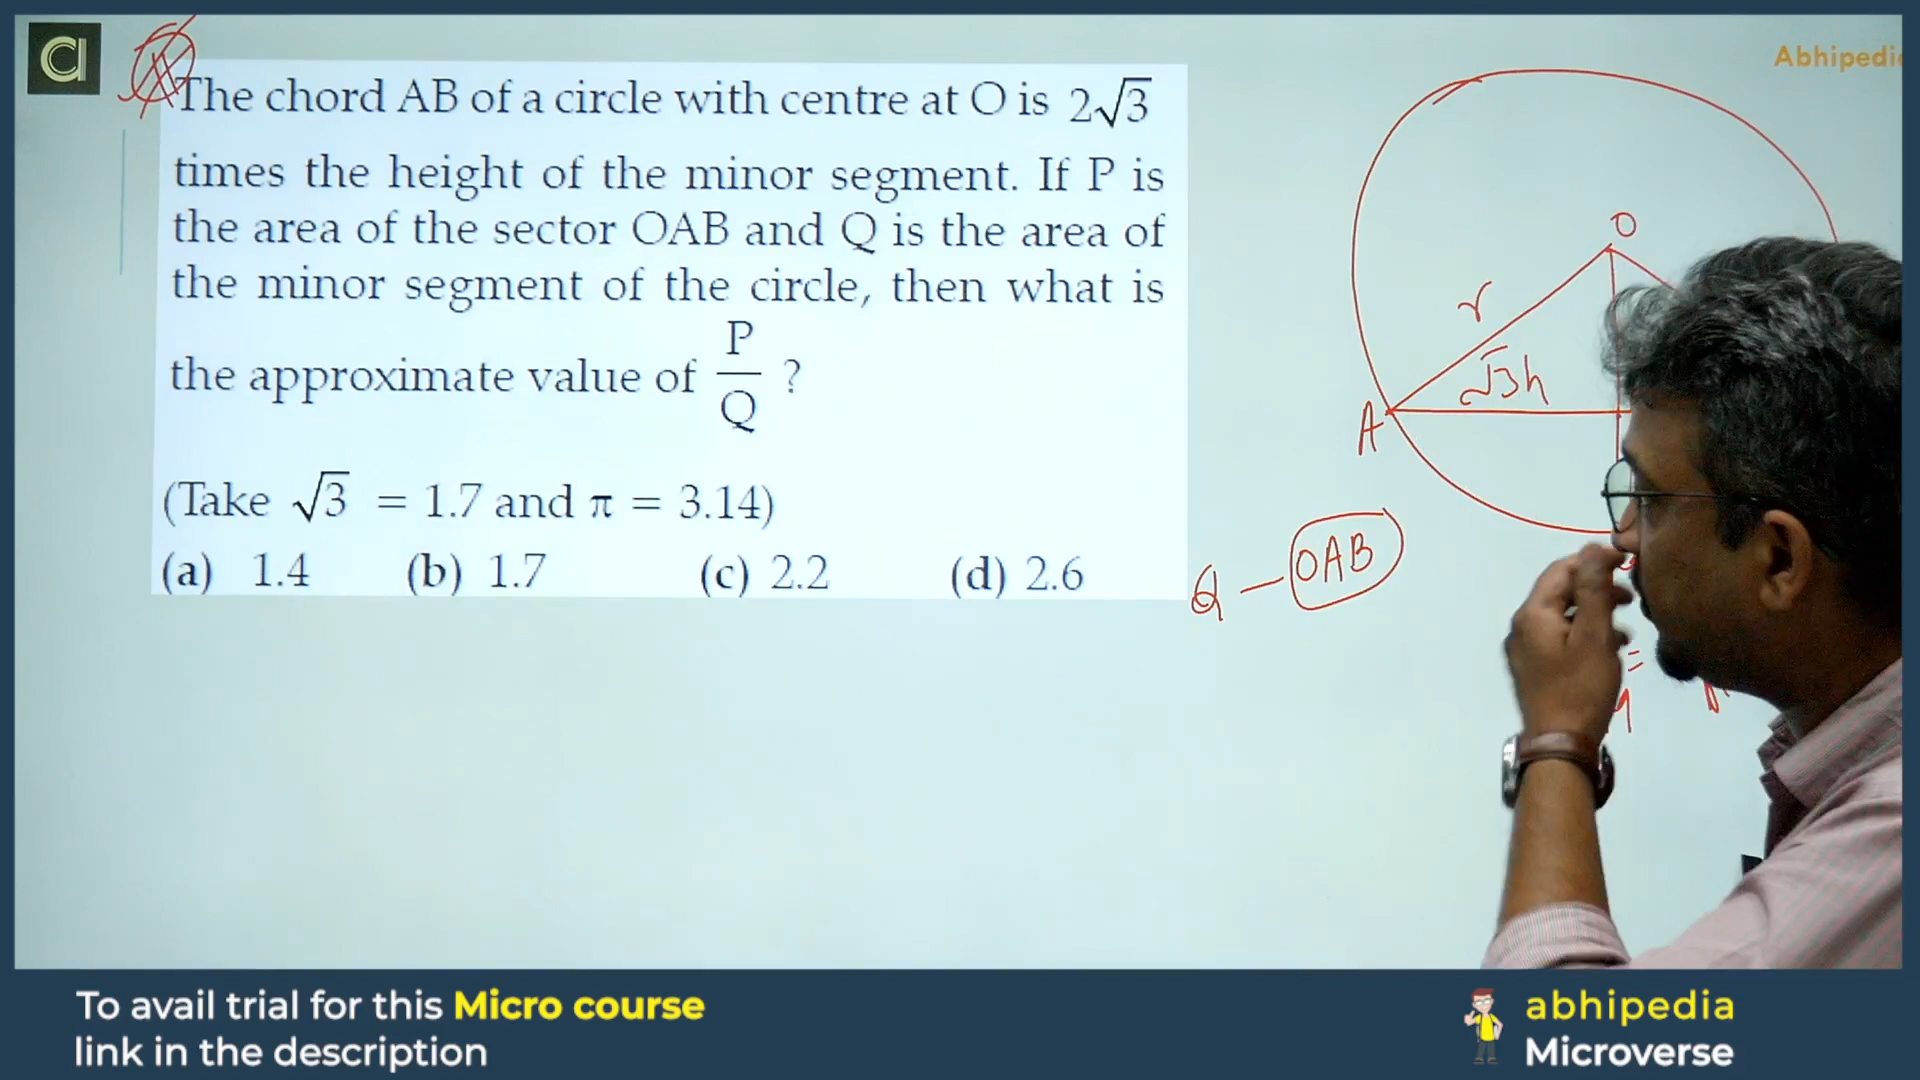 Abhipedi
The chord AB of a circle with centre at O is 2√3
times the height of the minor segment. If P is
the area of the sector OAB and Q is the area of
the minor segment of the circle, then what is
the approximate value of P/Q ?
(Take √3 = 1.7 and π = 3.14)
(a) 1.4 (b) 1.7 (c) 2.2 (d) 2.6
O
r
√3h
A
Q - OAB
To avail trial for this Micro course
link in the description
abhipedia
Microverse